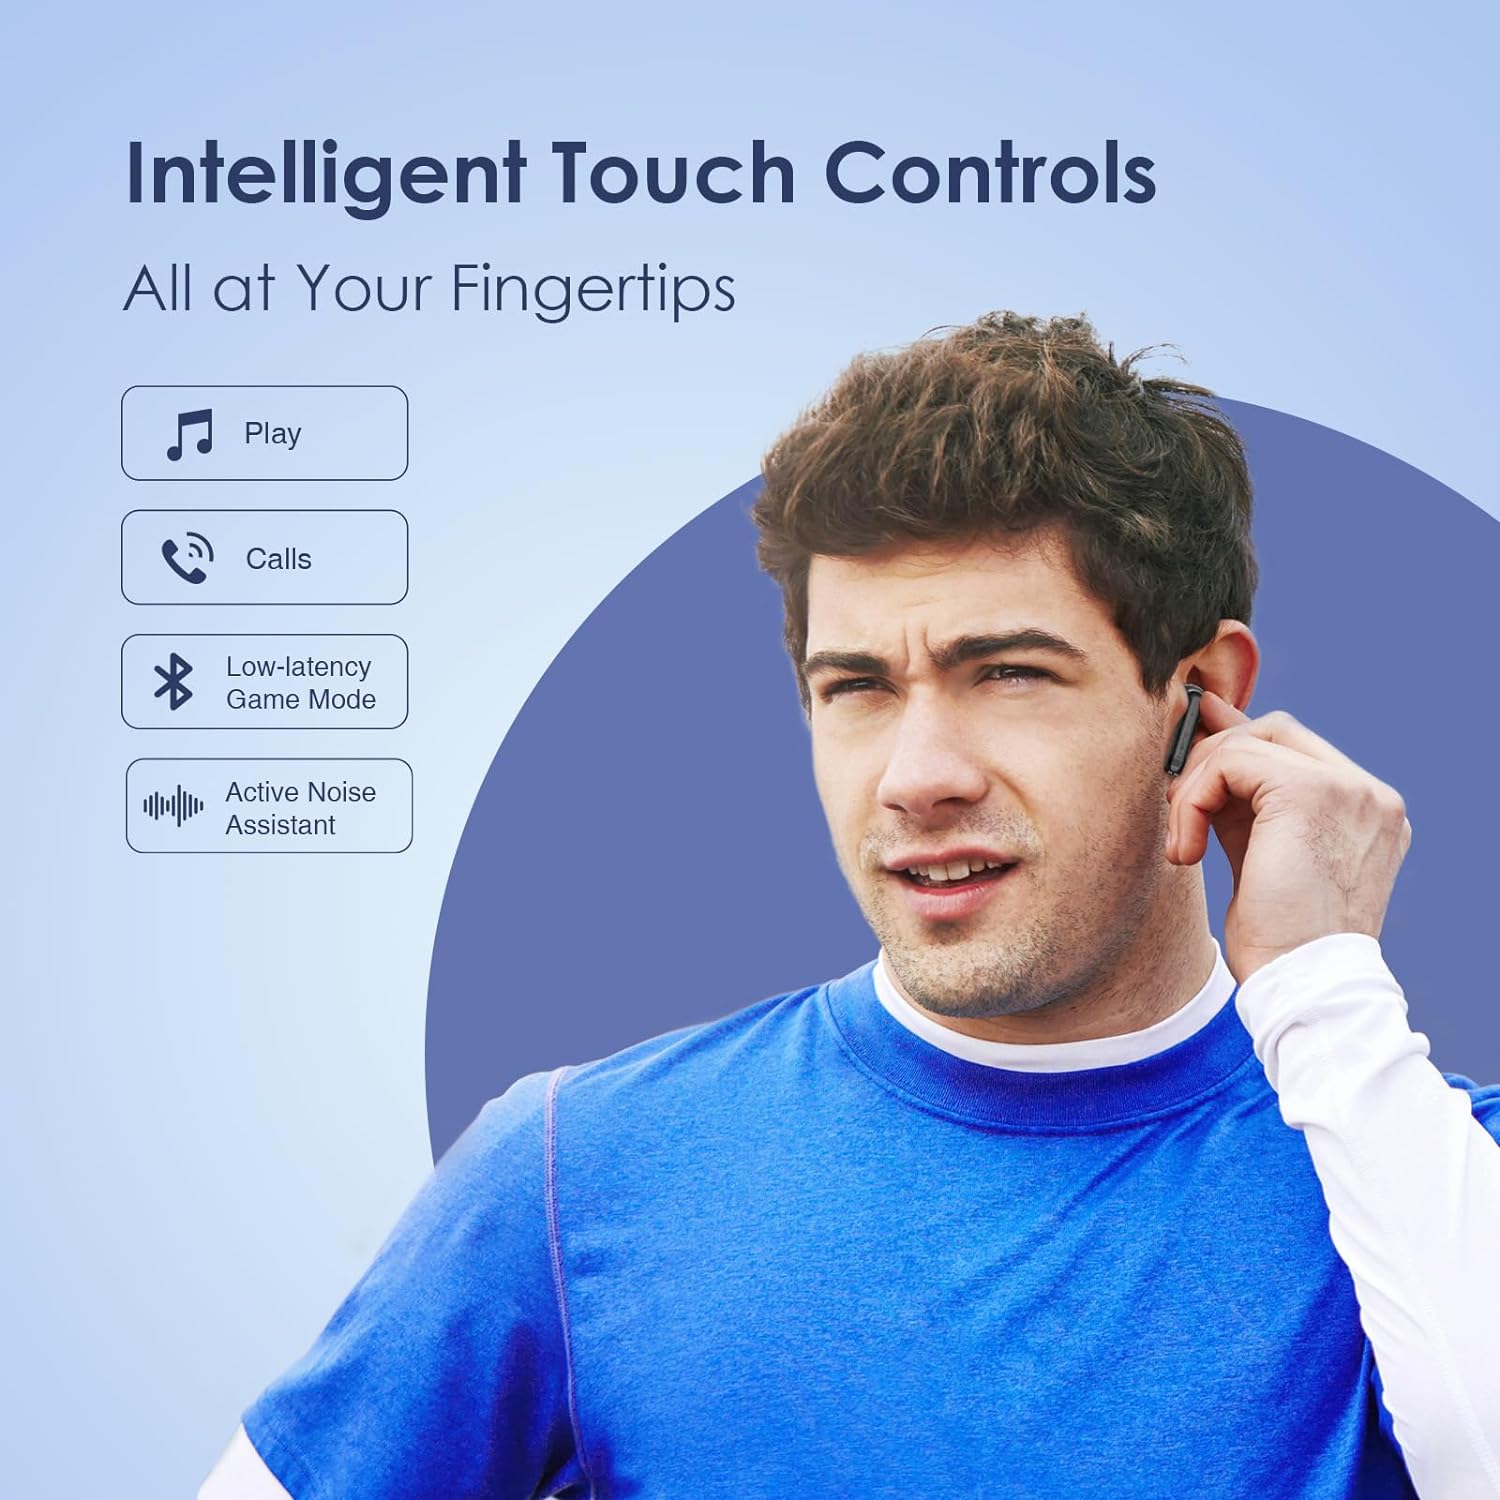 Intelligent Touch Controls
All at Your Fingertips
Play
Calls
Low-latency
Game Mode
Active Noise
Assistant